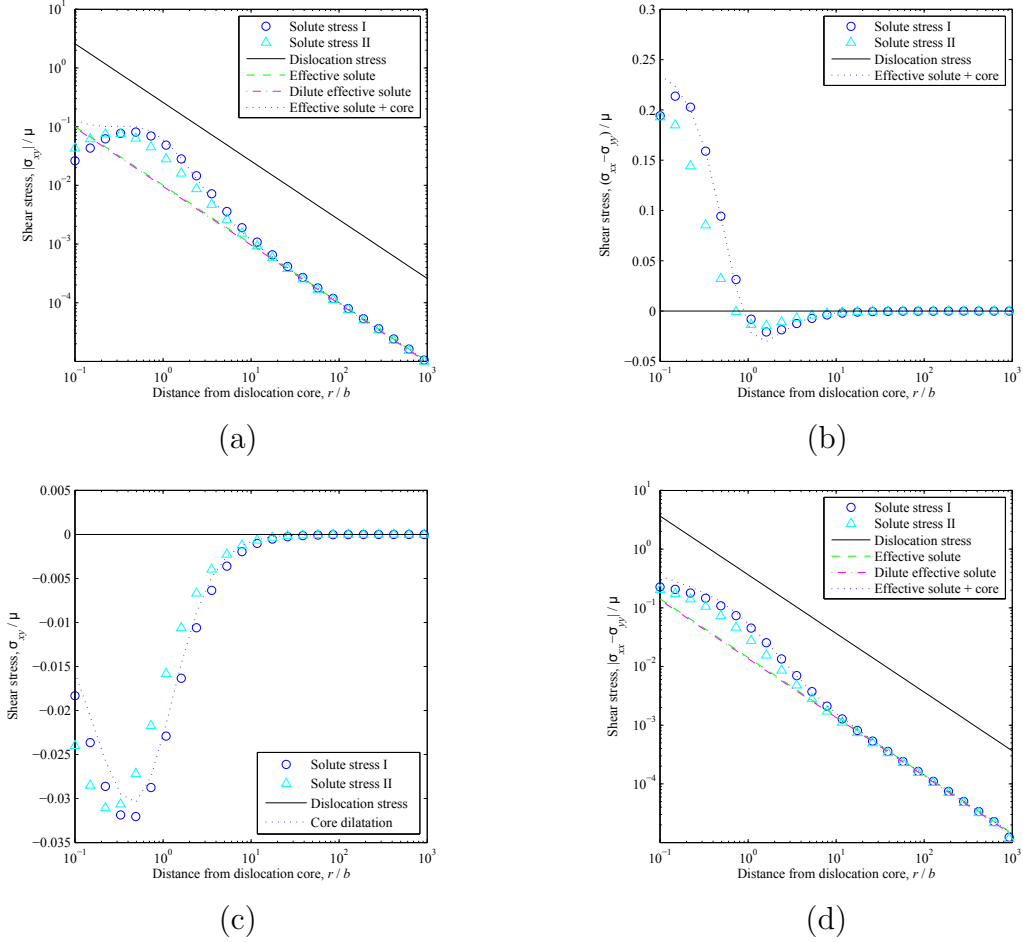 Shear stress, |σxy| / μ
10^1
10^0
10^−1
10^−2
10^−3
10^−4
Solute stress I
Solute stress II
Dislocation stress
Effective solute
Dilute effective solute
Effective solute + core
10^−1 10^0 10^1 10^2 10^3
Distance from dislocation core, r / b
(a)
Shear stress, (σxx−σyy) / μ
0.3
0.25
0.2
0.15
0.1
0.05
0
−0.05
Solute stress I
Solute stress II
Dislocation stress
Effective solute + core
10^−1 10^0 10^1 10^2 10^3
Distance from dislocation core, r / b
(b)
Shear stress, σxy / μ
0.005
0
−0.005
−0.01
−0.015
−0.02
−0.025
−0.03
−0.035
Solute stress I
Solute stress II
Dislocation stress
Core dilatation
10^−1 10^0 10^1 10^2 10^3
Distance from dislocation core, r / b
(c)
Shear stress, |σxx−σyy| / μ
10^1
10^0
10^−1
10^−2
10^−3
10^−4
Solute stress I
Solute stress II
Dislocation stress
Effective solute
Dilute effective solute
Effective solute + core
10^−1 10^0 10^1 10^2 10^3
Distance from dislocation core, r / b
(d)